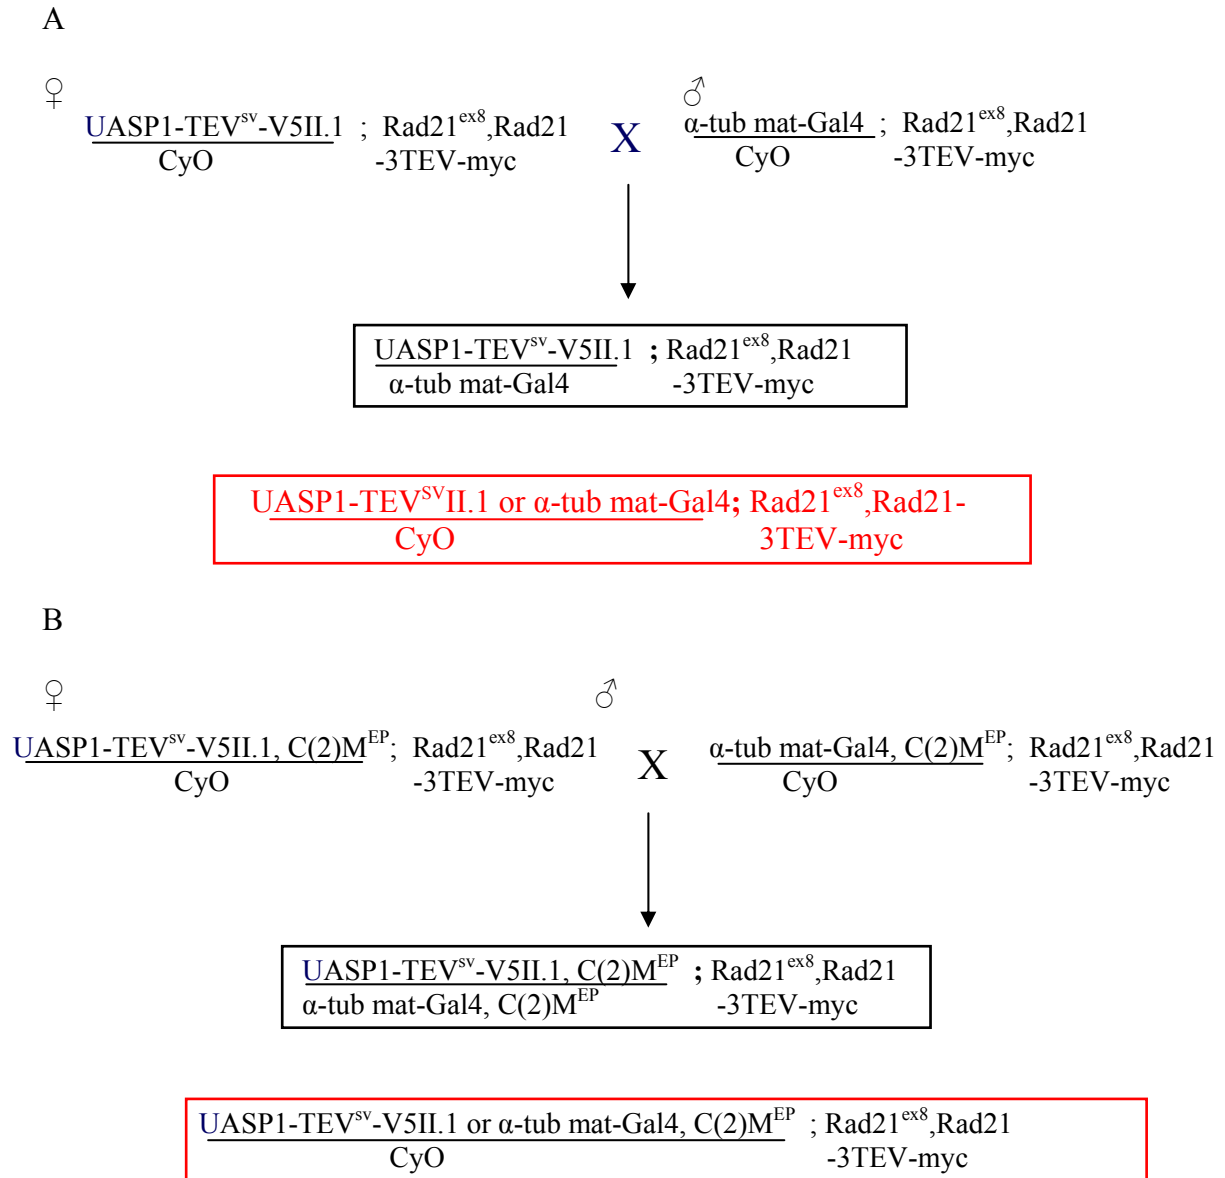 A
♀ ♂
UASP1-TEV^sv-V5II.1 ; Rad21^ex8,Rad21 X α-tub mat-Gal4 ; Rad21^ex8,Rad21
CyO -3TEV-myc CyO -3TEV-myc
UASP1-TEV^sv-V5II.1 ; Rad21^ex8,Rad21
α-tub mat-Gal4 -3TEV-myc
UASP1-TEV^SVII.1 or α-tub mat-Gal4; Rad21^ex8,Rad21-
CyO 3TEV-myc
B
♀ ♂
UASP1-TEV^sv-V5II.1, C(2)M^EP; Rad21^ex8,Rad21 X α-tub mat-Gal4, C(2)M^EP; Rad21^ex8,Rad21
CyO -3TEV-myc CyO -3TEV-myc
UASP1-TEV^sv-V5II.1, C(2)M^EP ; Rad21^ex8,Rad21
α-tub mat-Gal4, C(2)M^EP -3TEV-myc
UASP1-TEV^sv-V5II.1 or α-tub mat-Gal4, C(2)M^EP ; Rad21^ex8,Rad21
CyO -3TEV-myc